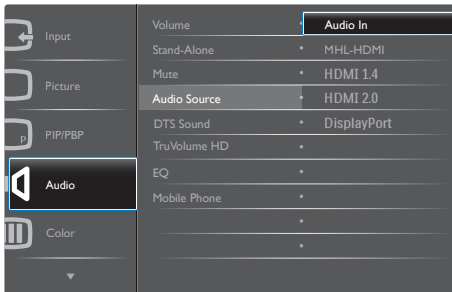 Input
Picture
P
PIP/PBP
Audio
Color
Volume
Stand-Alone
Mute
Audio Source
DTS Sound
TruVolume HD
EQ
Mobile Phone
Audio In
MHL-HDMI
HDMI 1.4
HDMI 2.0
DisplayPort